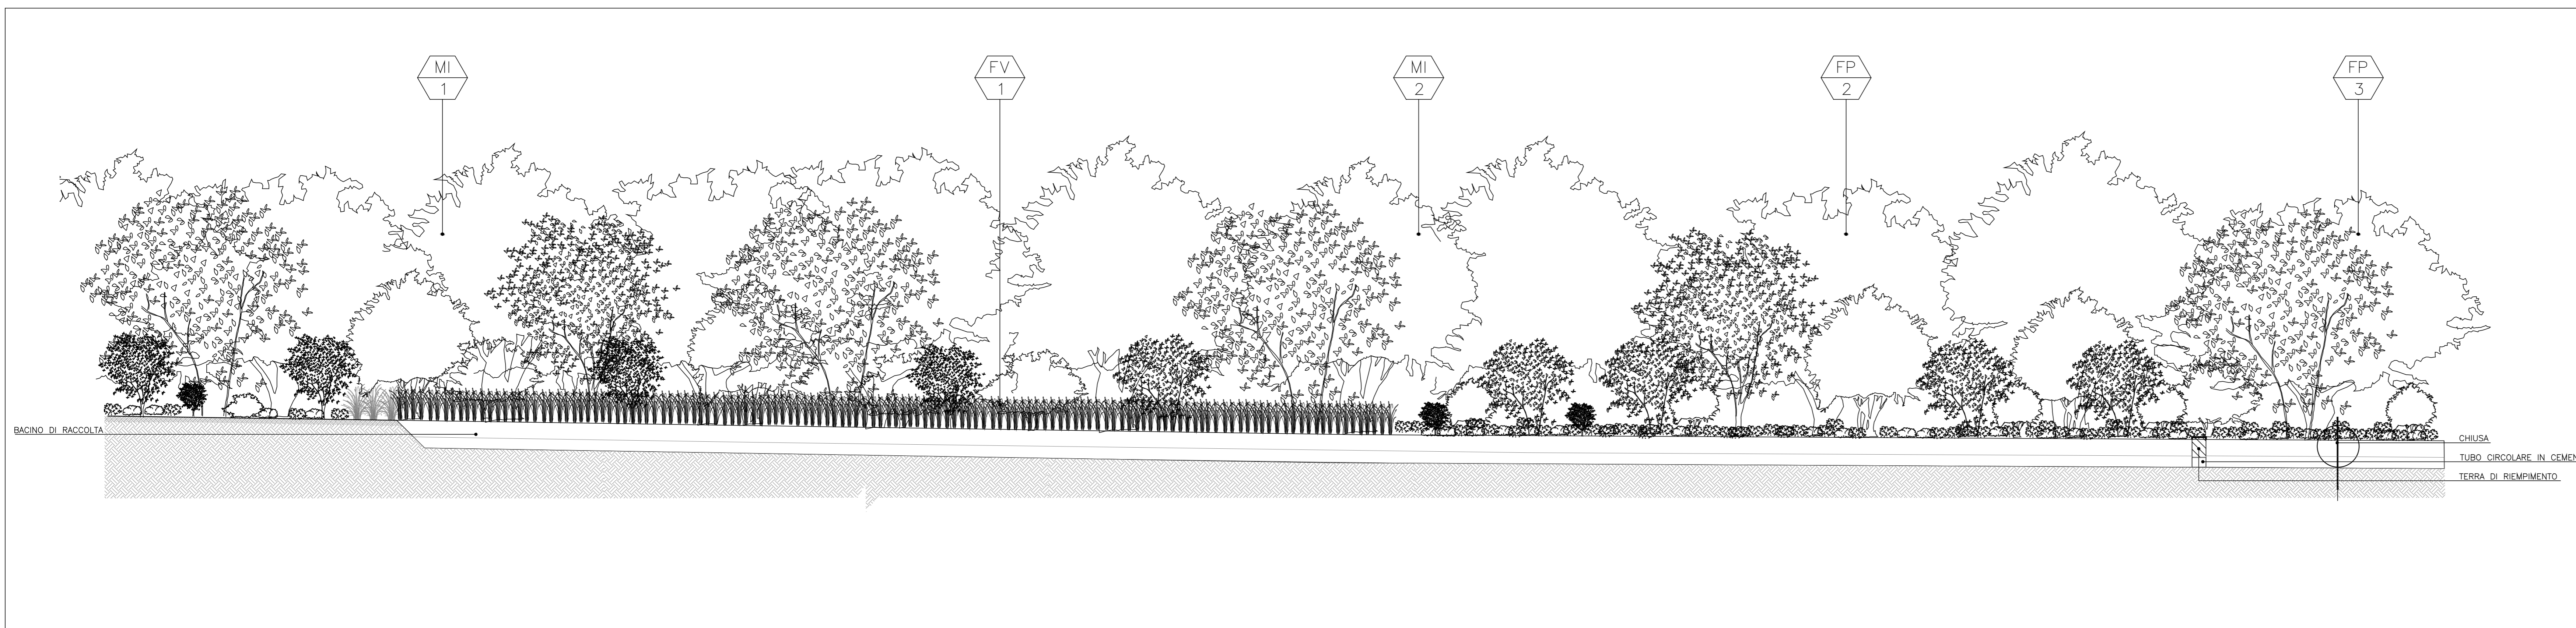 MI
1
FV
1
MI
2
FP
2
FP
3
BACINO DI RACCOLTA
CHIUSA
TUBO CIRCOLARE IN CEMEN
TERRA DI RIEMPIMENTO